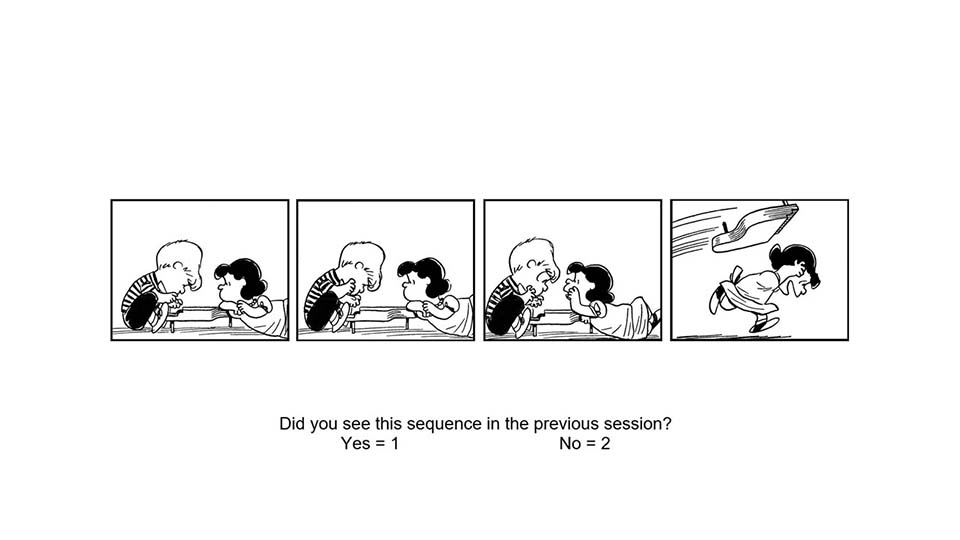 Did you see this sequence in the previous session?
Yes = 1 No = 2